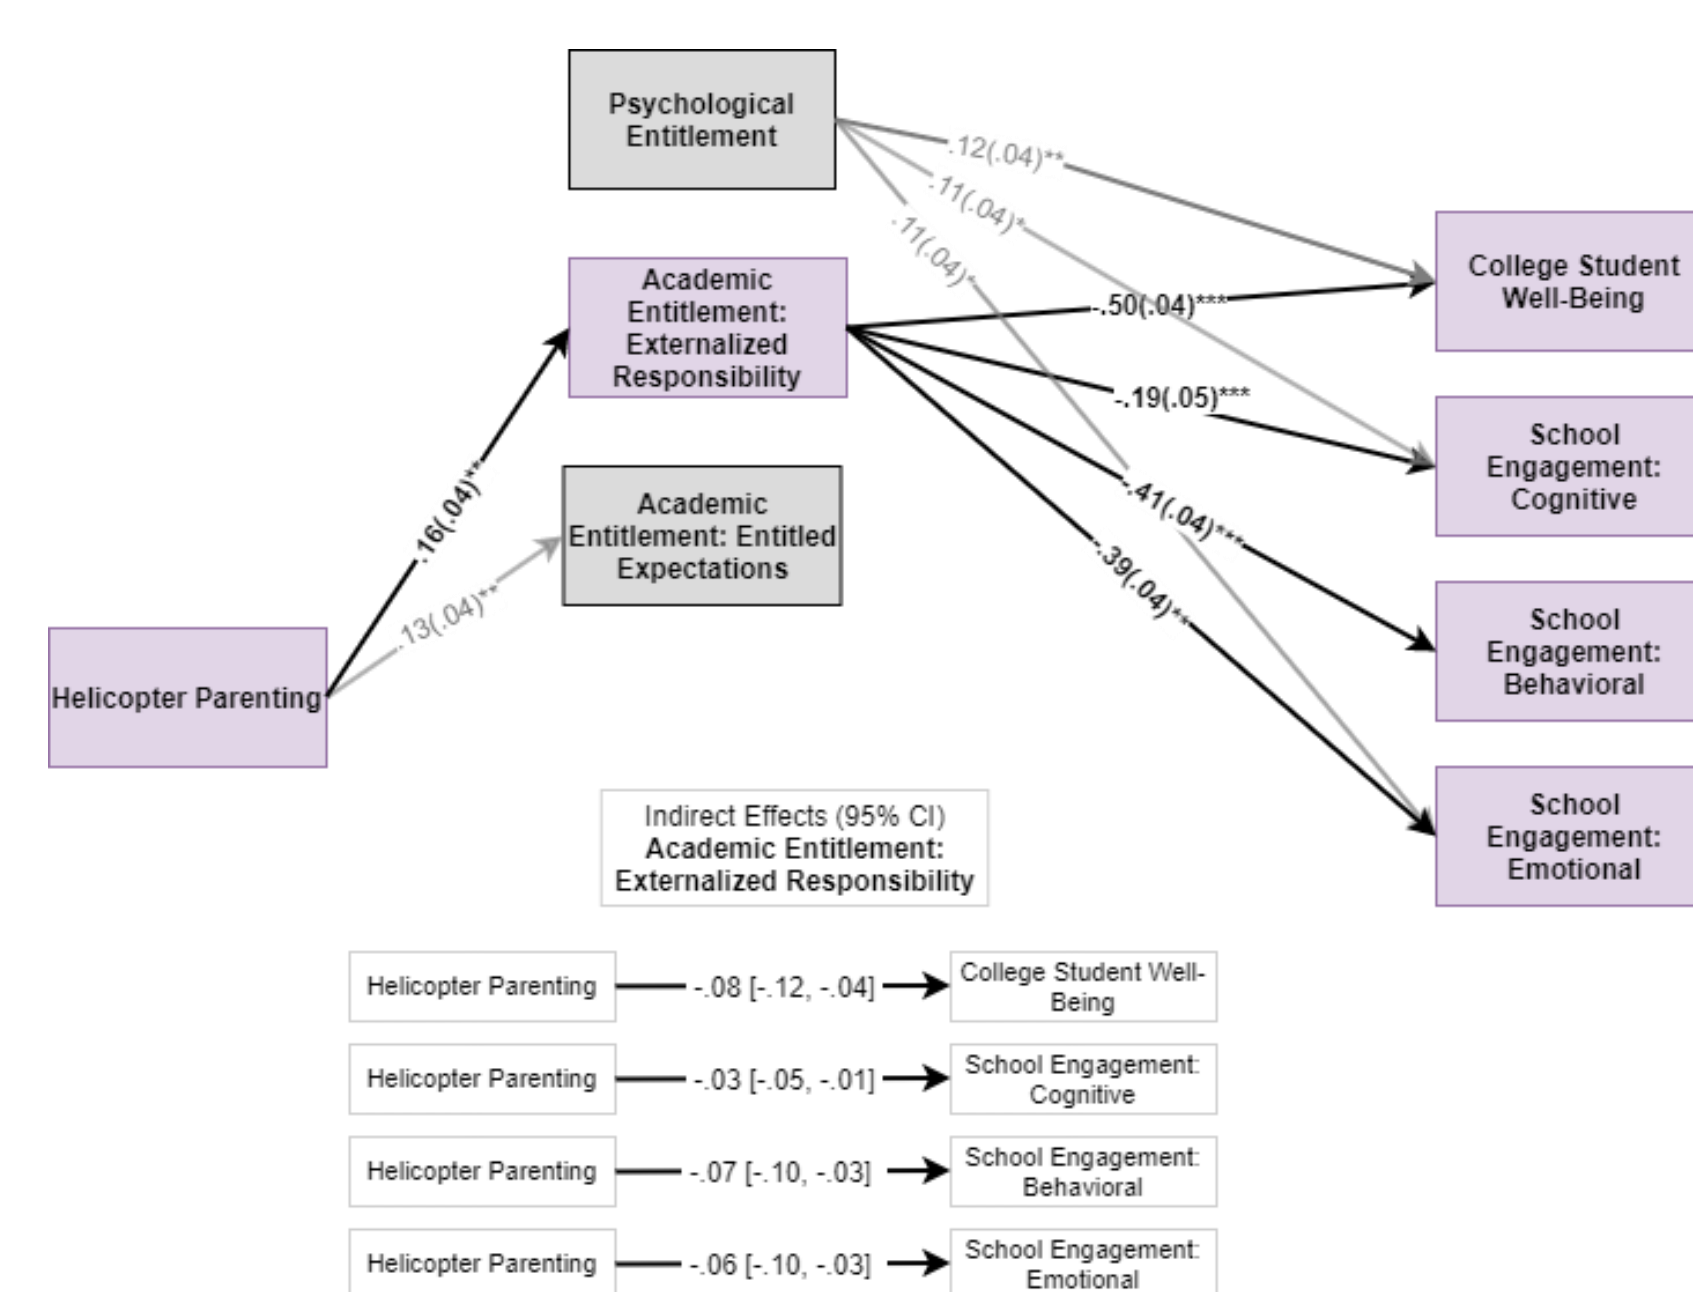 Psychological
Entitlement
.12(.04)**
.11(.04)*
.11(.04)*
College Student
Well-Being
Academic
Entitlement:
Externalized
Responsibility
-.50(.04)***
-.19(.05)***
School
Engagement:
Cognitive
.16(.04)**
Academic
Entitlement: Entitled
Expectations
-.41(.04)***
-.39(.04)**
.13(.04)**
School
Engagement:
Behavioral
Helicopter Parenting
School
Engagement:
Emotional
Indirect Effects (95% CI)
Academic Entitlement:
Externalized Responsibility
Helicopter Parenting
-.08 [-.12, -.04]
College Student Well-
Being
Helicopter Parenting
-.03 [-.05, -.01]
School Engagement:
Cognitive
Helicopter Parenting
-.07 [-.10, -.03]
School Engagement:
Behavioral
Helicopter Parenting
-.06 [-.10, -.03]
School Engagement:
Emotional